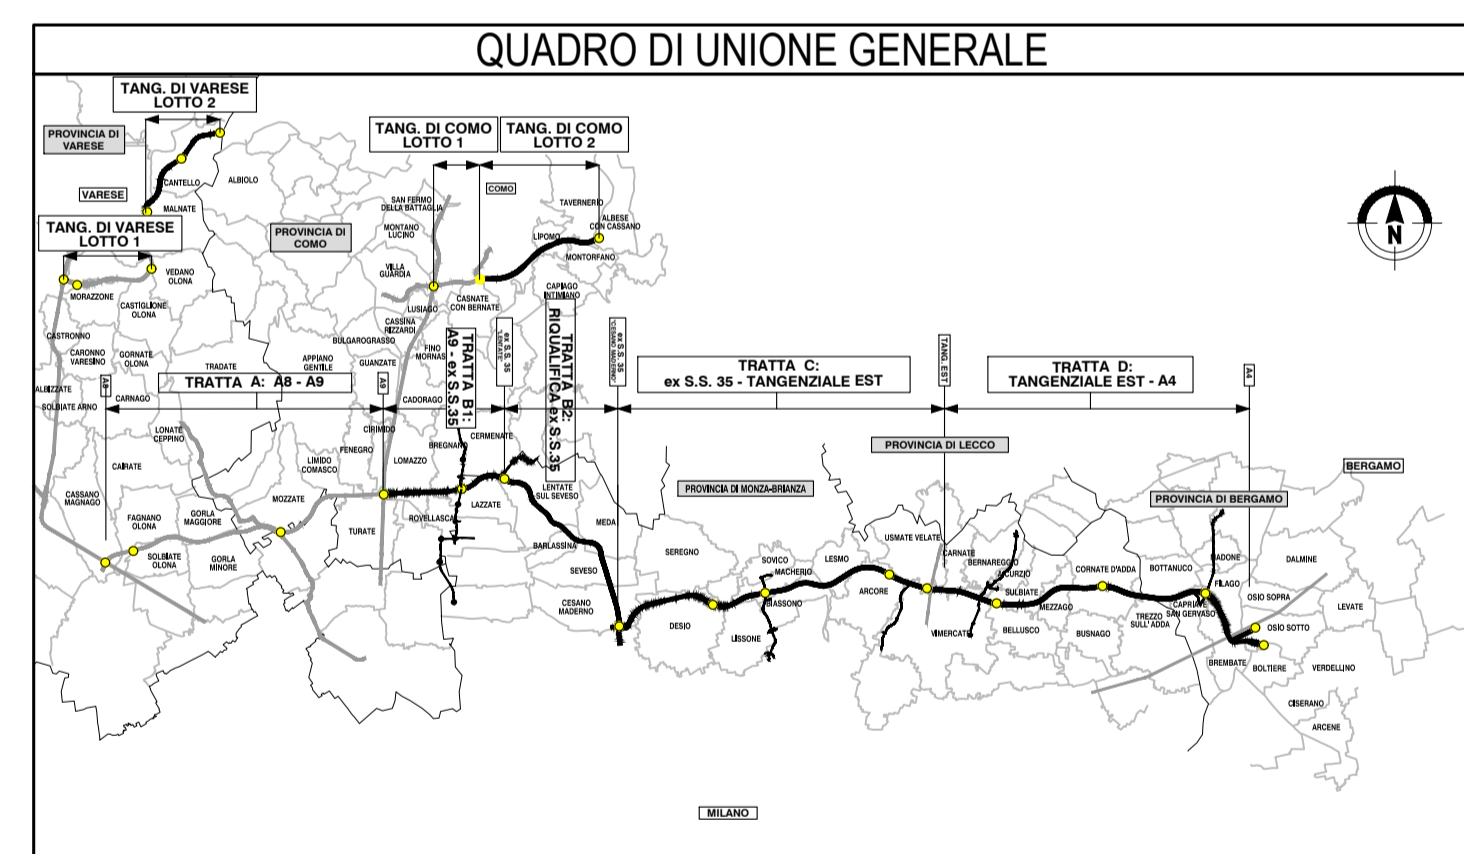 QUADRO DI UNIONE GENERALE
TANG. DI VARESE
LOTTO 2
PROVINCIA DI
VARESE
TANG. DI COMO
LOTTO 1
TANG. DI COMO
LOTTO 2
CANTELLO
ALBIOLO
VARESE
MALNATE
COMO
SAN FERMO
DELLA BATTAGLIA
TAVERNERIO
ALBESE
CON CASSANO
TANG. DI VARESE
LOTTO 1
PROVINCIA DI
COMO
MONTANO
LUCINO
LIPOMO
MONTORFANO
N
VILLA
GUARDIA
VEDANO
OLONA
MORAZZONE
CASTIGLIONE
OLONA
CAPIAGO
INTIMIANO
CASNATE
CON BERNATE
LUSIAGO
CASSINA
RIZZARDI
BULGAROGRASSO
CASTRONNO
CARONNO
VARESINO
GORNATE
OLONA
TRADATE
APPIANO
GENTILE
GUANZATE
FINO
MORNAS
TRATTA B1:
A9 - ex S.S.35
ex S.S. 35
"LENTATE"
TRATTA B2:
RIQUALIFICA ex S.S.35
ex S.S. 35
"CESANO MADERNO"
TRATTA C:
ex S.S. 35 - TANGENZIALE EST
TANG. EST
TRATTA D:
TANGENZIALE EST - A4
A4
ALBIZZATE
SOLBIATE ARNO
A8
CARNAGO
TRATTA A: A8 - A9
A9
CADORAGO
LONATE
CEPPINO
CIRIMIDO
FENEGRO
LIMIDO
COMASCO
LOMAZZO
BREGNANO
CERMENATE
PROVINCIA DI LECCO
BERGAMO
CAIRATE
CASSANO
MAGNAGO
MOZZATE
LENTATE
SUL SEVESO
PROVINCIA DI MONZA-BRIANZA
PROVINCIA DI BERGAMO
FAGNANO
OLONA
GORLA
MAGGIORE
TURATE
ROVELLASCA
LAZZATE
MEDA
SOLBIATE
OLONA
GORLA
MINORE
BARLASSINA
SEVESO
SEREGNO
SOVICO
MACHERIO
LESMO
USMATE VELATE
CARNATE
BERNAREGGIO
AICURZIO
SULBIATE
CORNATE D'ADDA
BOTTANUCO
MADONE
FILAGO
DALMINE
OSIO SOPRA
LEVATE
CESANO
MADERNO
DESIO
BIASSONO
LISSONE
ARCORE
VIMERCATE
BELLUSCO
MEZZAGO
BUSNAGO
TREZZO
SULL'ADDA
CAPRIATE
SAN GERVASO
OSIO SOTTO
BREMBATE
BOLTIERE
VERDELLINO
CISERANO
ARCENE
MILANO